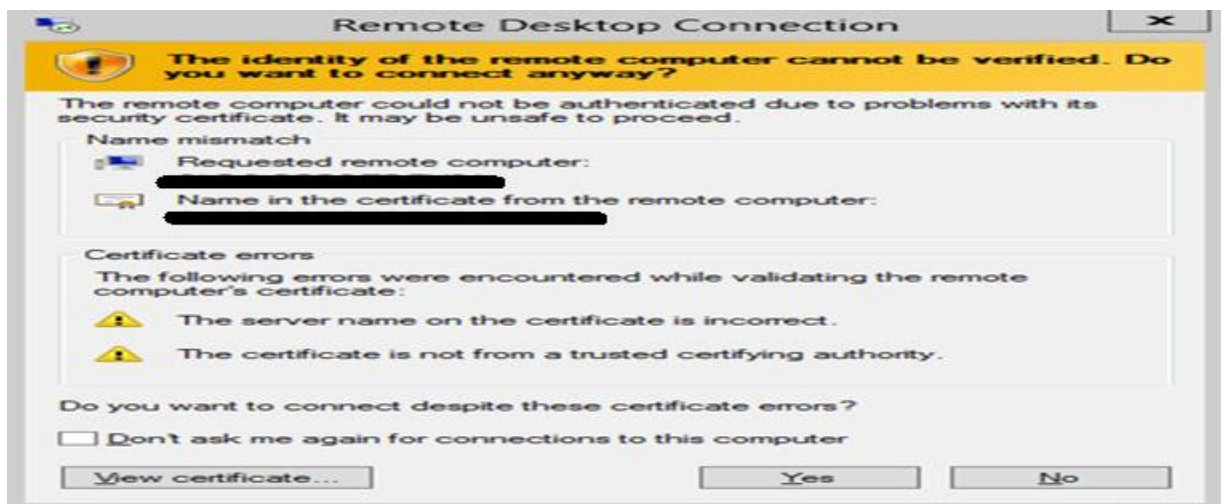 Remote Desktop Connection
The identity of the remote computer cannot be verified. Do
you want to connect anyway?
The remote computer could not be authenticated due to problems with its
security certificate. It may be unsafe to proceed.
Name mismatch
Requested remote computer:
Name in the certificate from the remote computer:
Certificate errors
The following errors were encountered while validating the remote
computer's certificate:
The server name on the certificate is incorrect.
The certificate is not from a trusted certifying authority.
Do you want to connect despite these certificate errors?
Don't ask me again for connections to this computer
View certificate... Yes No